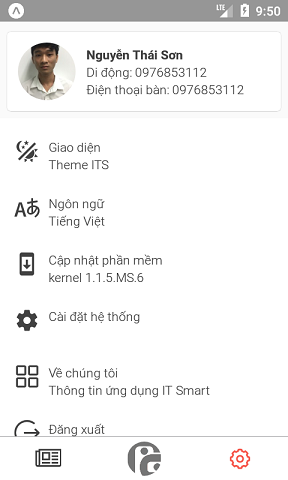 LTE 9:50
Nguyễn Thái Sơn
Di động: 0976853112
Điện thoại bàn: 0976853112
Giao diện
Theme ITS
Ngôn ngữ
Tiếng Việt
Cập nhật phần mềm
kernel 1.1.5.MS.6
Cài đặt hệ thống
Về chúng tôi
Thông tin ứng dụng IT Smart
Đăng xuất